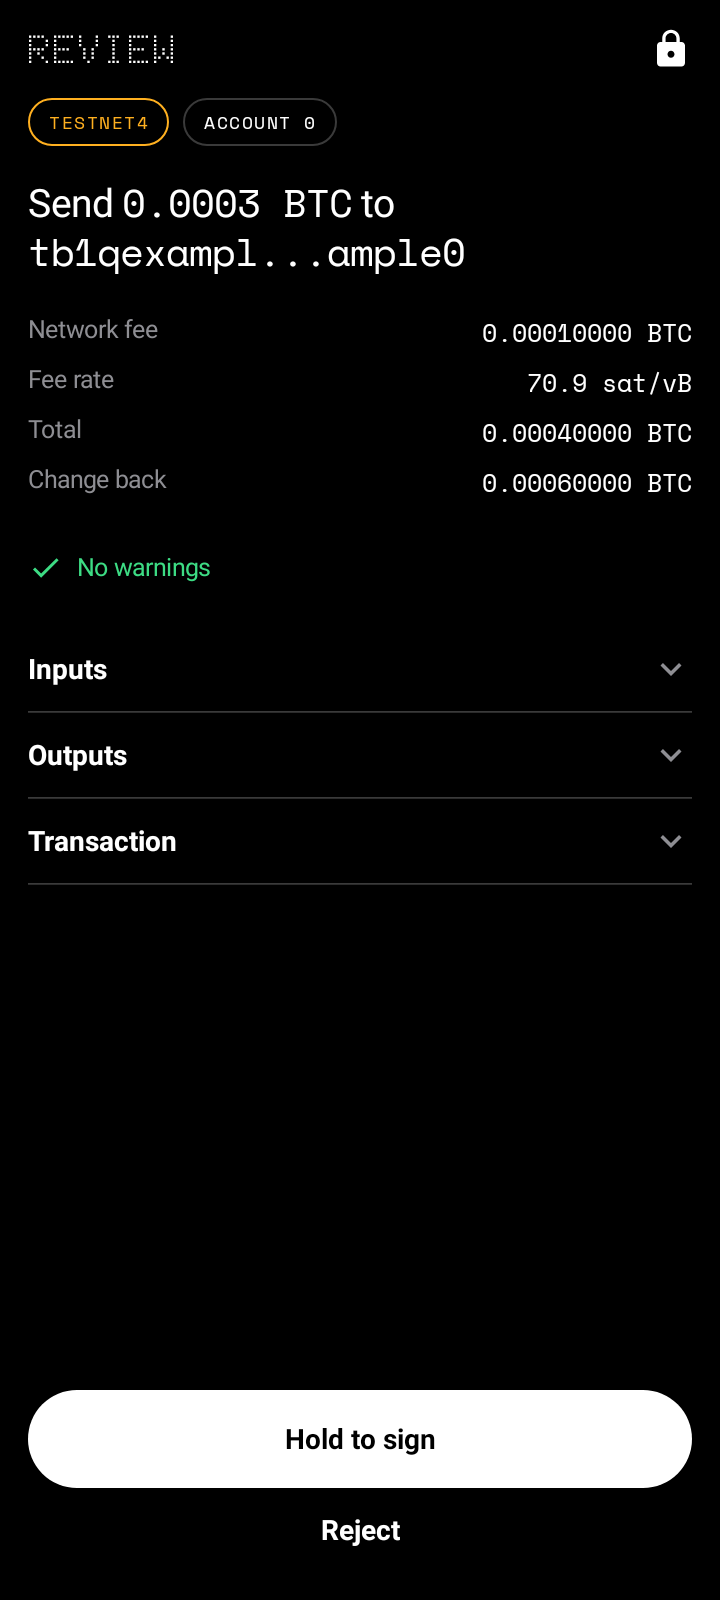 REVIEW
TESTNET4 ACCOUNT 0
Send 0.0003 BTC to
tb1qexampl...ample0
Network fee 0.00010000 BTC
Fee rate 70.9 sat/vB
Total 0.00040000 BTC
Change back 0.00060000 BTC
No warnings
Inputs
Outputs
Transaction
Hold to sign
Reject